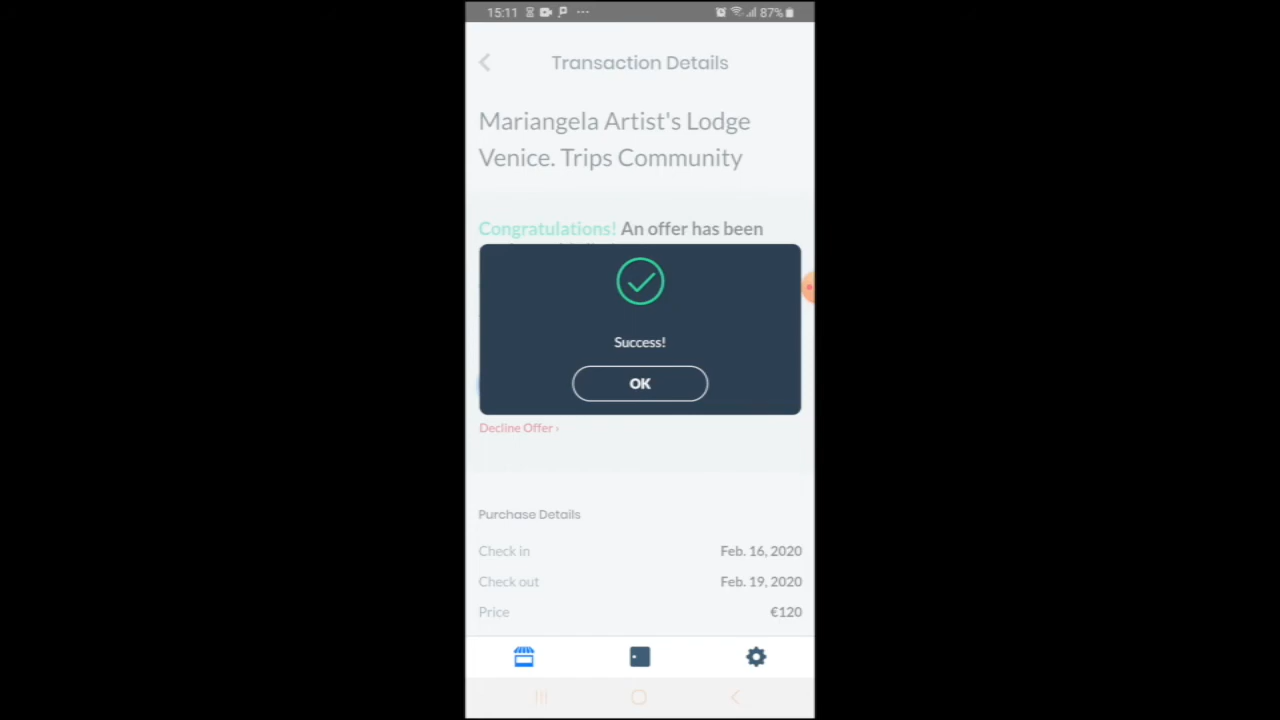 15:11
87%
Transaction Details
Mariangela Artist's Lodge
Venice. Trips Community
Congratulations! An offer has been
Success!
OK
Decline Offer ›
Purchase Details
Check in Feb. 16, 2020
Check out Feb. 19, 2020
Price €120